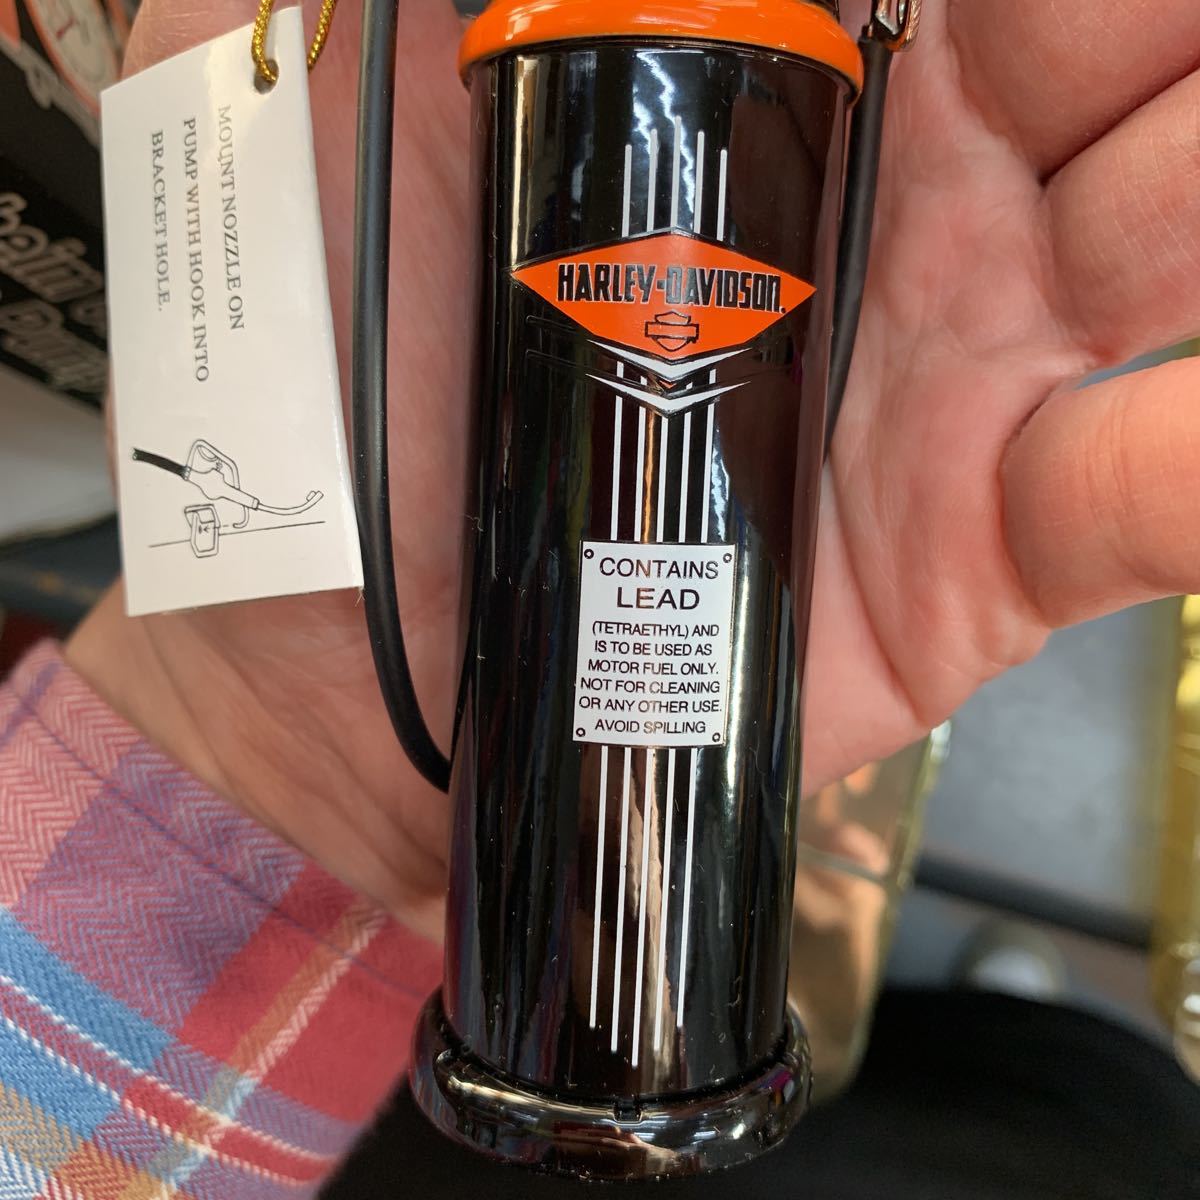 MOUNT NOZZLE ON
PUMP WITH HOOK INTO
BRACKET HOLE.
HARLEY-DAVIDSON
CONTAINS
LEAD
(TETRAETHYL) AND
IS TO BE USED AS
MOTOR FUEL ONLY.
NOT FOR CLEANING
OR ANY OTHER USE.
AVOID SPILLING